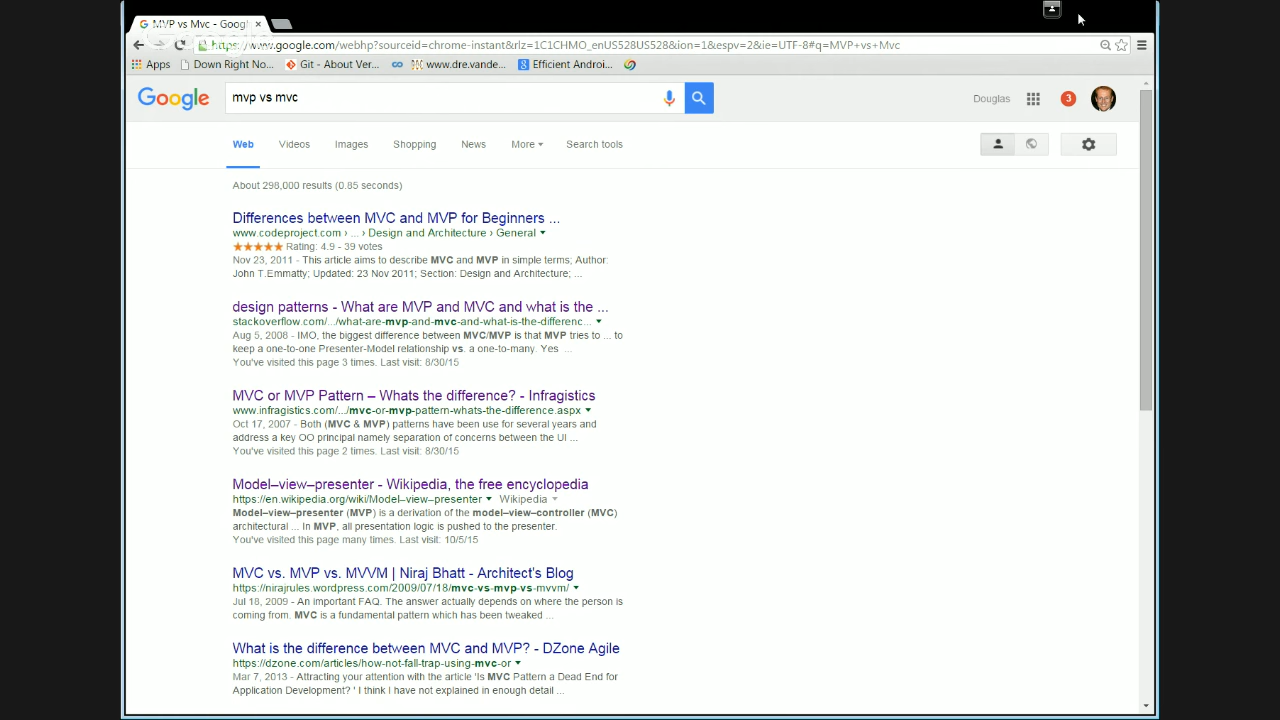 MVP vs Mvc - Googl
https://www.google.com/webhp?sourceid=chrome-instant&rlz=1C1CHMO_enUS528US528&ion=1&espv=2&ie=UTF-8#q=MVP+vs+Mvc
Apps Down Right No... Git - About Ver... www.dre.vande... Efficient Androi...
Google mvp vs mvc Douglas 3
Web Videos Images Shopping News More Search tools
About 298,000 results (0.85 seconds)
Differences between MVC and MVP for Beginners ...
www.codeproject.com › ... › Design and Architecture › General
Rating: 4.9 - 39 votes
Nov 23, 2011 - This article aims to describe MVC and MVP in simple terms; Author:
John T.Emmatty; Updated: 23 Nov 2011; Section: Design and Architecture; ...
design patterns - What are MVP and MVC and what is the ...
stackoverflow.com/.../what-are-mvp-and-mvc-and-what-is-the-differenc...
Aug 5, 2008 - IMO, the biggest difference between MVC/MVP is that MVP tries to ... to
keep a one-to-one Presenter-Model relationship vs. a one-to-many. Yes ...
You've visited this page 3 times. Last visit: 8/30/15
MVC or MVP Pattern – Whats the difference? - Infragistics
www.infragistics.com/.../mvc-or-mvp-pattern-whats-the-difference.aspx
Oct 17, 2007 - Both (MVC & MVP) patterns have been use for several years and
address a key OO principal namely separation of concerns between the UI ...
You've visited this page 2 times. Last visit: 8/30/15
Model–view–presenter - Wikipedia, the free encyclopedia
https://en.wikipedia.org/wiki/Model–view–presenter Wikipedia
Model–view–presenter (MVP) is a derivation of the model–view–controller (MVC)
architectural ... In MVP, all presentation logic is pushed to the presenter.
You've visited this page many times. Last visit: 10/5/15
MVC vs. MVP vs. MVVM | Niraj Bhatt - Architect's Blog
https://nirajrules.wordpress.com/2009/07/18/mvc-vs-mvp-vs-mvvm/
Jul 18, 2009 - An important FAQ. The answer actually depends on where the person is
coming from. MVC is a fundamental pattern which has been tweaked ...
What is the difference between MVC and MVP? - DZone Agile
https://dzone.com/articles/how-not-fall-trap-using-mvc-or
Mar 7, 2013 - Attracting your attention with the article 'Is MVC Pattern a Dead End for
Application Development? ' I think I have not explained in enough detail ...